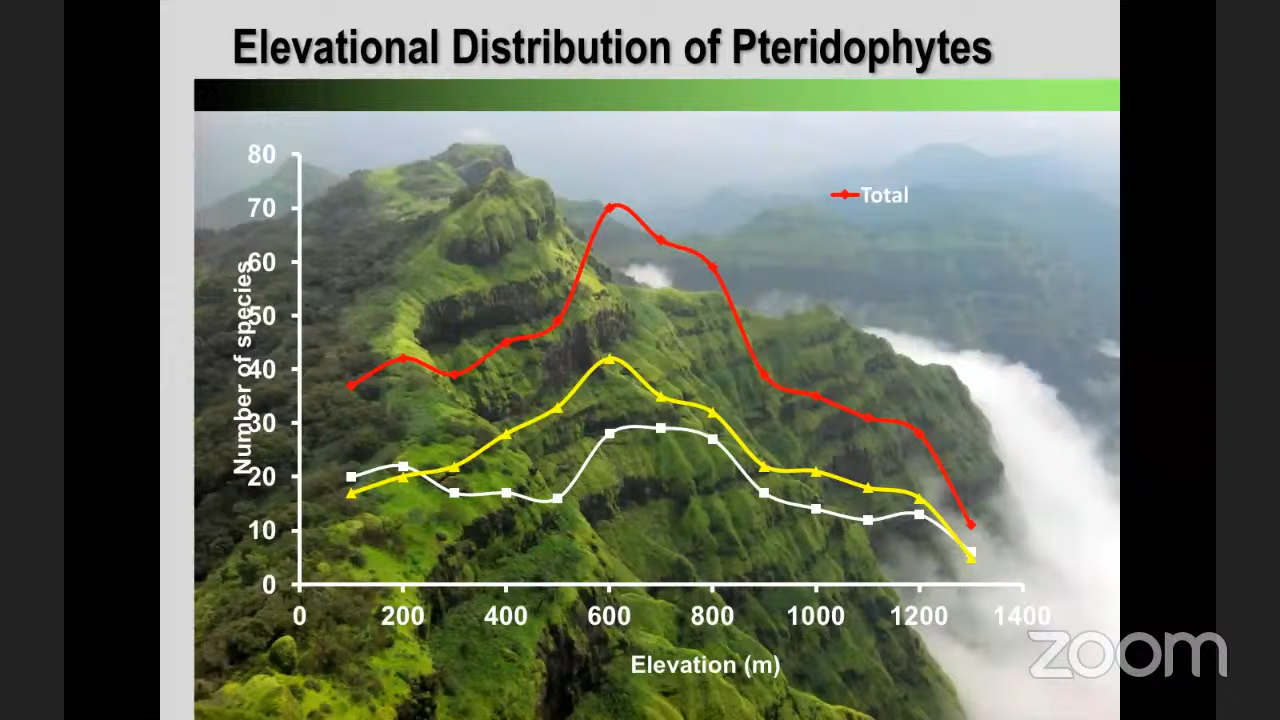 Elevational Distribution of Pteridophytes
80
70
60
50
40
30
20
10
0
Number of species
Total
0 200 400 600 800 1000 1200 1400
Elevation (m)
zoom